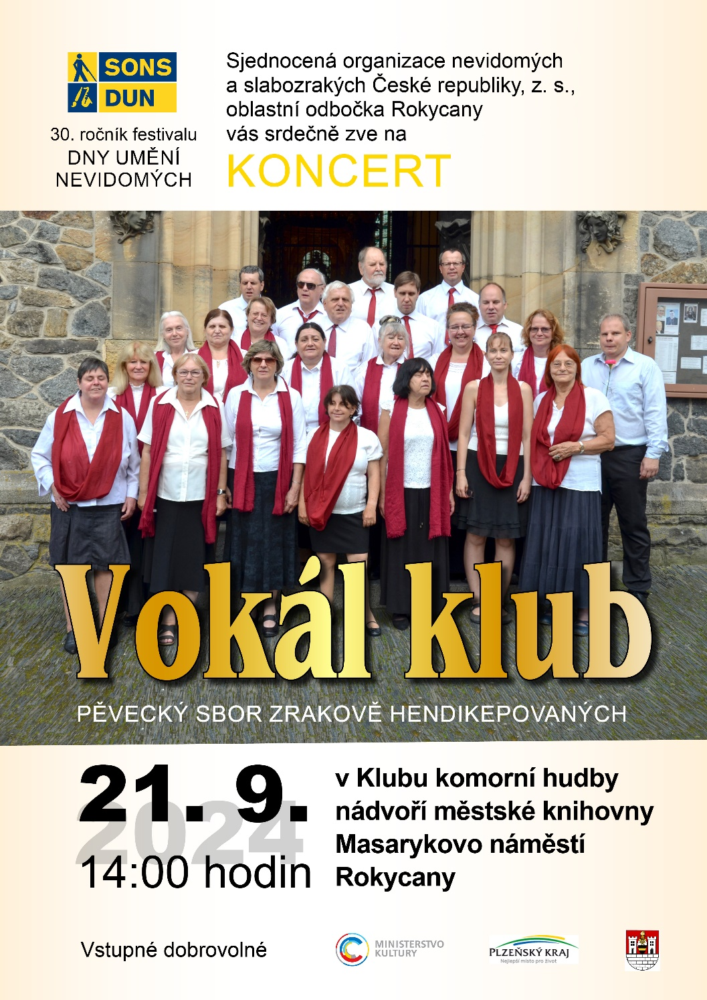 SONS
DUN
30. ročník festivalu
DNY UMĚNÍ
NEVIDOMÝCH
Sjednocená organizace nevidomých
a slabozrakých České republiky, z. s.,
oblastní odbočka Rokycany
vás srdečně zve na
KONCERT
Vokál klub
PĚVECKÝ SBOR ZRAKOVĚ HENDIKEPOVANÝCH
21. 9.
2024
14:00 hodin
v Klubu komorní hudby
nádvoří městské knihovny
Masarykovo náměstí
Rokycany
Vstupné dobrovolné
MINISTERSTVO
KULTURY
PLZEŇSKÝ KRAJ
Nejlepší místo pro život